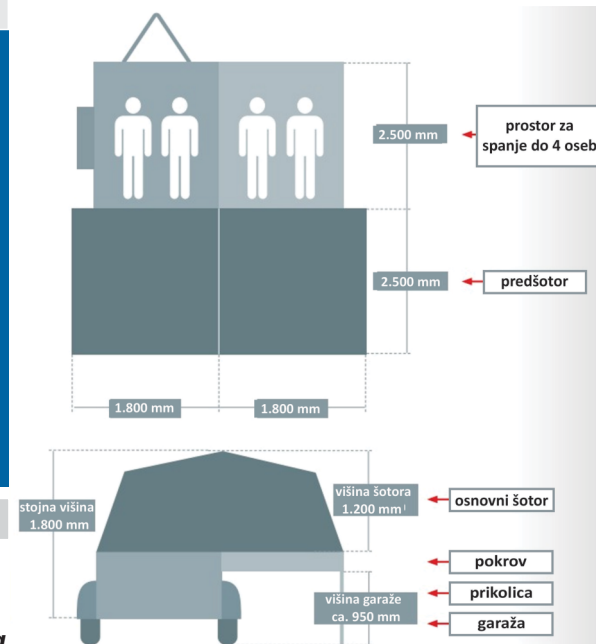 2.500 mm
prostor za
spanje do 4 oseb
2.500 mm
predšotor
1.800 mm
1.800 mm
stojna višina
1.800 mm
višina šotora
1.200 mm
osnovni šotor
pokrov
višina garaže
ca. 950 mm
prikolica
garaža